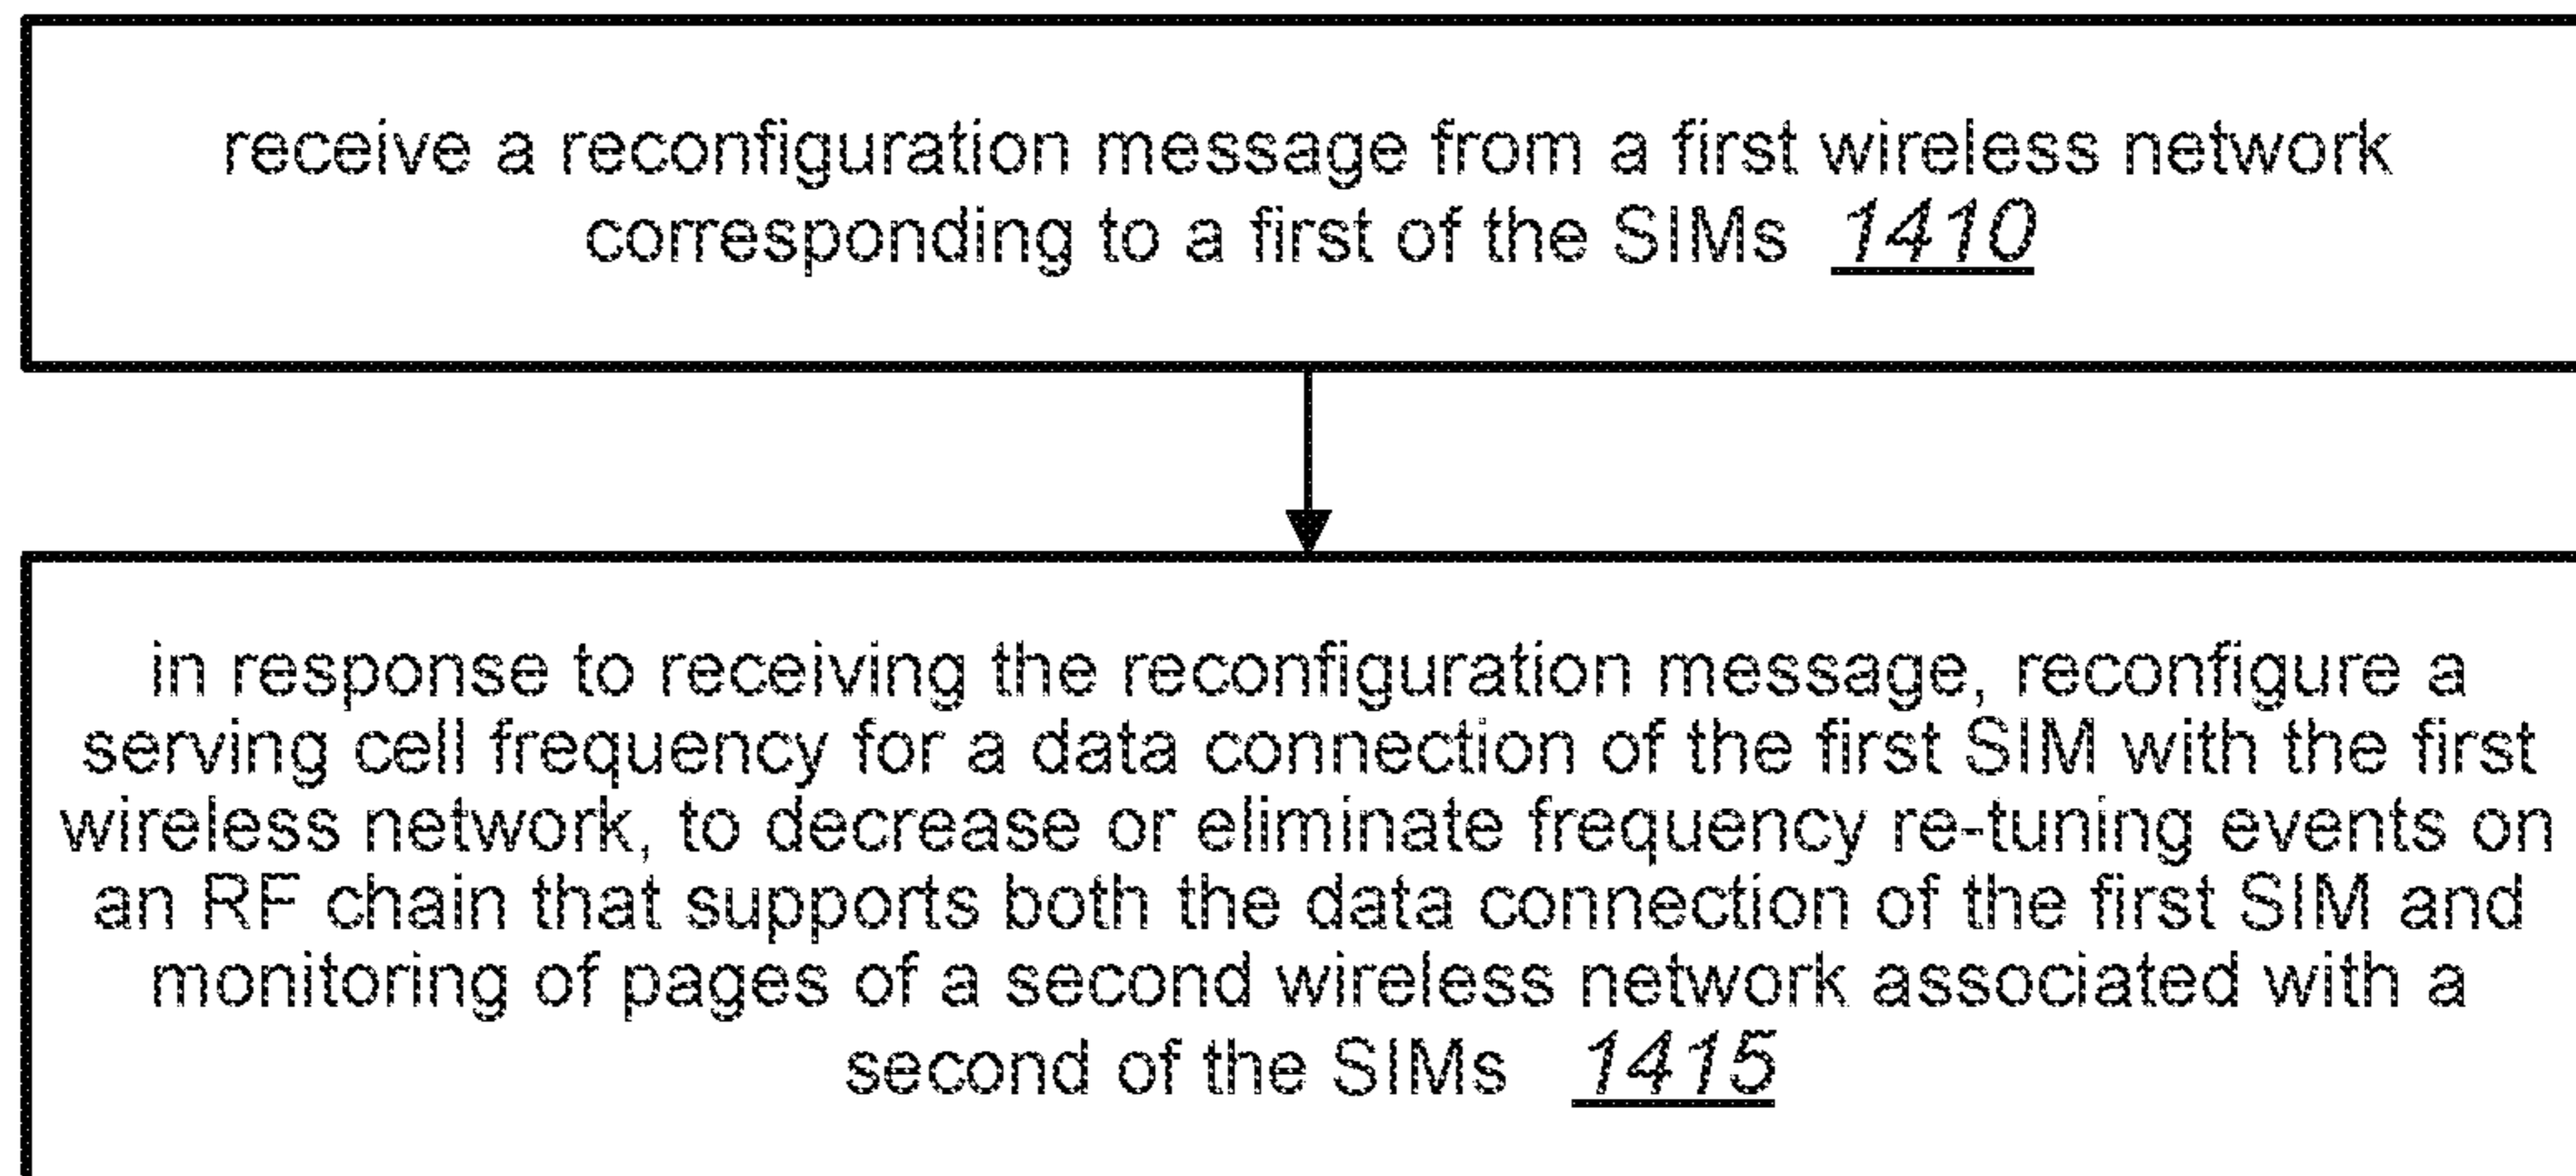 receive a reconfiguration message from a first wireless network
corresponding to a first of the SIMs 1410
in response to receiving the reconfiguration message, reconfigure a
serving cell frequency for a data connection of the first SIM with the first
wireless network, to decrease or eliminate frequency re-tuning events on
an RF chain that supports both the data connection of the first SIM and
monitoring of pages of a second wireless network associated with a
second of the SIMs 1415